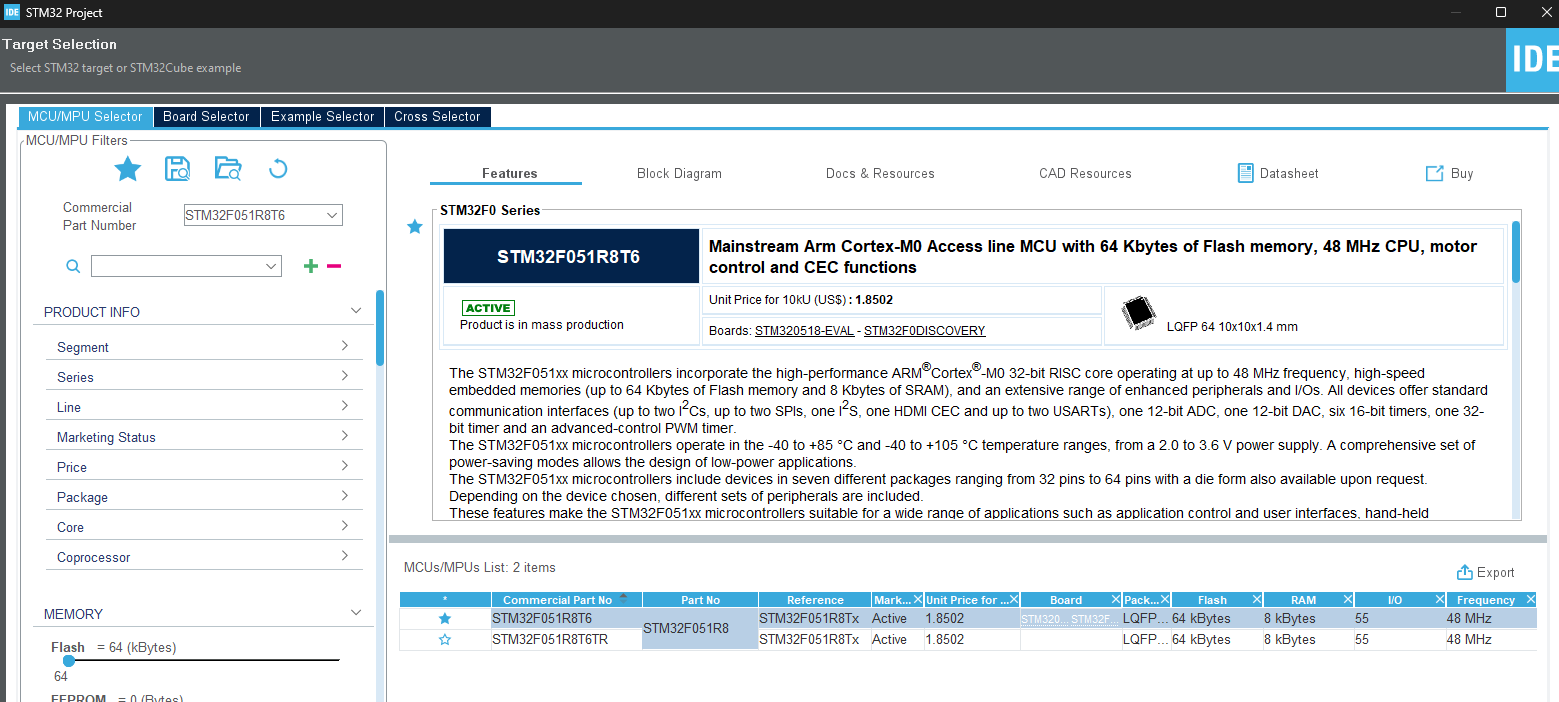 IDE STM32 Project
Target Selection
Select STM32 target or STM32Cube example
IDE
MCU/MPU Selector Board Selector Example Selector Cross Selector
MCU/MPU Filters
Commercial
Part Number
STM32F051R8T6
PRODUCT INFO
Segment
Series
Line
Marketing Status
Price
Package
Core
Coprocessor
MEMORY
Flash = 64 (kBytes)
64
EEPROM = 0 (Bytes)
Features Block Diagram Docs & Resources CAD Resources Datasheet Buy
STM32F0 Series
STM32F051R8T6
Mainstream Arm Cortex-M0 Access line MCU with 64 Kbytes of Flash memory, 48 MHz CPU, motor
control and CEC functions
ACTIVE
Product is in mass production
Unit Price for 10kU (US$) : 1.8502
Boards: STM320518-EVAL - STM32F0DISCOVERY
LQFP 64 10x10x1.4 mm
The STM32F051xx microcontrollers incorporate the high-performance ARM®Cortex®-M0 32-bit RISC core operating at up to 48 MHz frequency, high-speed
embedded memories (up to 64 Kbytes of Flash memory and 8 Kbytes of SRAM), and an extensive range of enhanced peripherals and I/Os. All devices offer standard
communication interfaces (up to two I²Cs, up to two SPIs, one I²S, one HDMI CEC and up to two USARTs), one 12-bit ADC, one 12-bit DAC, six 16-bit timers, one 32-
bit timer and an advanced-control PWM timer.
The STM32F051xx microcontrollers operate in the -40 to +85 °C and -40 to +105 °C temperature ranges, from a 2.0 to 3.6 V power supply. A comprehensive set of
power-saving modes allows the design of low-power applications.
The STM32F051xx microcontrollers include devices in seven different packages ranging from 32 pins to 64 pins with a die form also available upon request.
Depending on the device chosen, different sets of peripherals are included.
These features make the STM32F051xx microcontrollers suitable for a wide range of applications such as application control and user interfaces, hand-held
MCUs/MPUs List: 2 items
Export
* Commercial Part No Part No Reference Mark... Unit Price for ... Board Pack... Flash RAM I/O Frequency
STM32F051R8T6 STM32F051R8 STM32F051R8Tx Active 1.8502 STM320... STM32F... LQFP... 64 kBytes 8 kBytes 55 48 MHz
STM32F051R8T6TR STM32F051R8Tx Active 1.8502 LQFP... 64 kBytes 8 kBytes 55 48 MHz